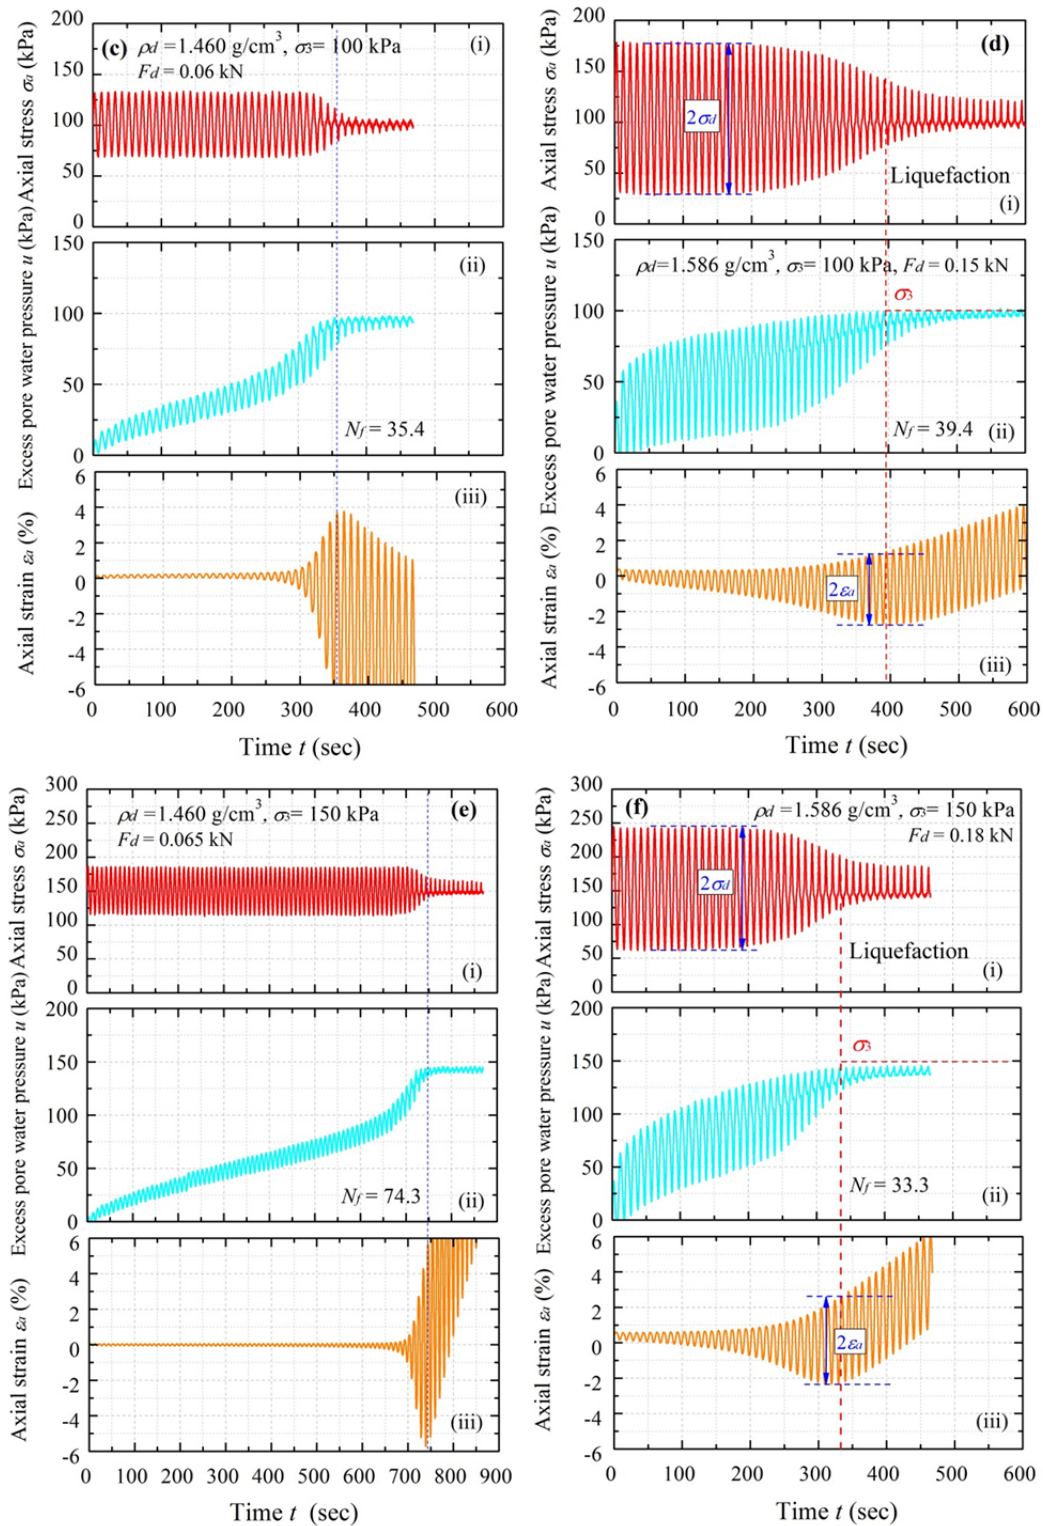 (c) ρd =1.460 g/cm³, σ3= 100 kPa (i)
Fd = 0.06 kN
Axial stress σa (kPa)
200
150
100
50
0
(ii)
Excess pore water pressure u (kPa)
150
100
50
0
Nf = 35.4
(iii)
Axial strain εa (%)
6
4
2
0
-2
-4
-6
0 100 200 300 400 500 600
Time t (sec)
(d)
Axial stress σa (kPa)
200
150
100
50
0
2σd
Liquefaction
(i)
Excess pore water pressure u (kPa)
150
100
50
0
ρd=1.586 g/cm³, σ3= 100 kPa, Fd = 0.15 kN
σ3
Nf = 39.4 (ii)
Axial strain εa (%)
6
4
2
0
-2
-4
-6
2εa
(iii)
0 100 200 300 400 500 600
Time t (sec)
ρd =1.460 g/cm³, σ3= 150 kPa (e)
Fd = 0.065 kN
Axial stress σa (kPa)
300
250
200
150
100
50
0
(i)
Excess pore water pressure u (kPa)
200
150
100
50
0
Nf = 74.3 (ii)
Axial strain εa (%)
6
4
2
0
-2
-4
-6
(iii)
0 100 200 300 400 500 600 700 800 900
Time t (sec)
(f) ρd =1.586 g/cm³, σ3= 150 kPa
Fd = 0.18 kN
Axial stress σa (kPa)
300
250
200
150
100
50
0
2σd
Liquefaction
(i)
Excess pore water pressure u (kPa)
200
150
100
50
0
σ3
Nf = 33.3 (ii)
Axial strain εa (%)
6
4
2
0
-2
-4
-6
2εa
(iii)
0 100 200 300 400 500 600
Time t (sec)